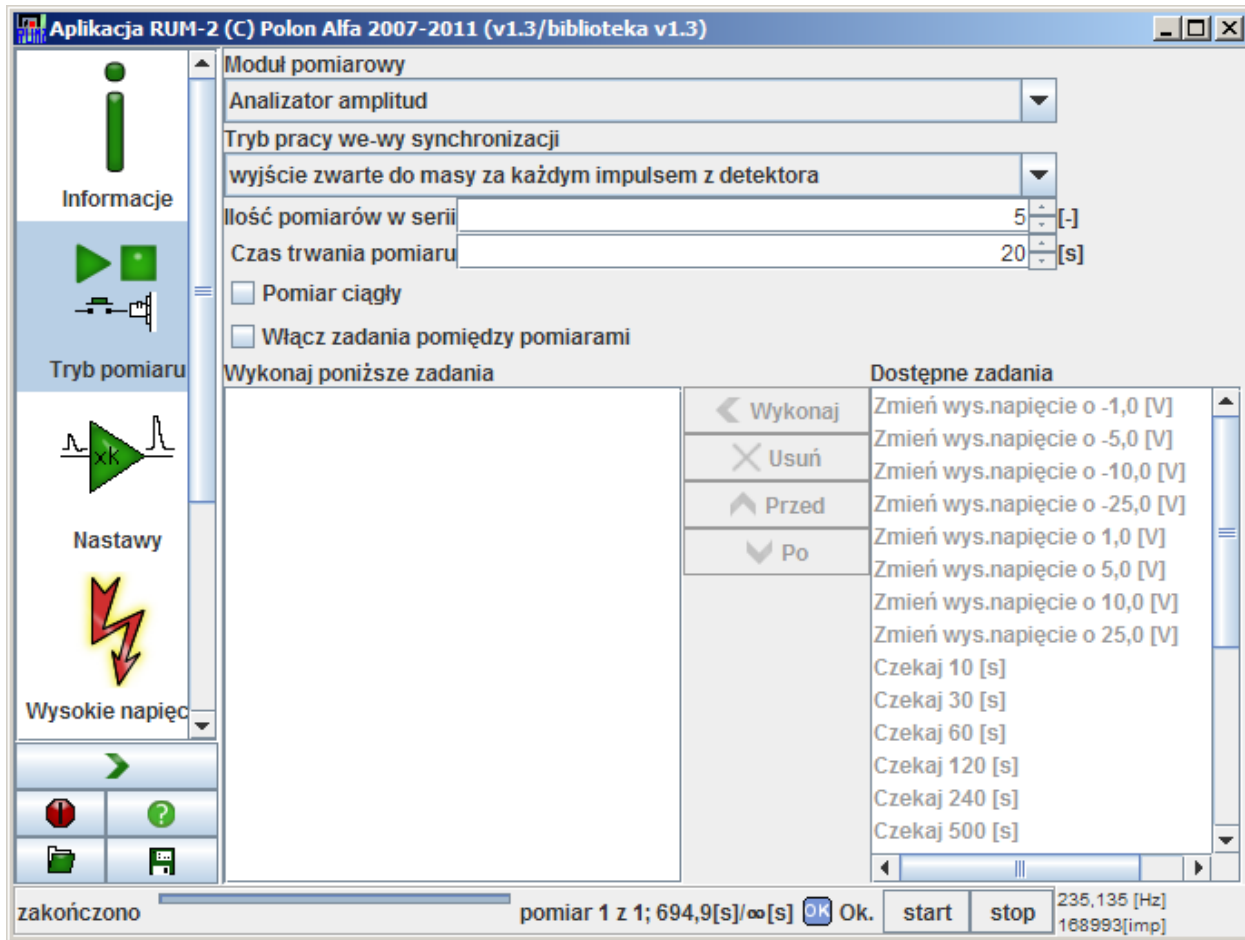 Aplikacja RUM-2 (C) Polon Alfa 2007-2011 (v1.3/biblioteka v1.3)
Informacje
Tryb pomiaru
xk
Nastawy
Wysokie napięc
Moduł pomiarowy
Analizator amplitud
Tryb pracy we-wy synchronizacji
wyjście zwarte do masy za każdym impulsem z detektora
Ilość pomiarów w serii 5 [-]
Czas trwania pomiaru 20 [s]
Pomiar ciągły
Włącz zadania pomiędzy pomiarami
Wykonaj poniższe zadania
Wykonaj
Usuń
Przed
Po
Dostępne zadania
Zmień wys.napięcie o -1,0 [V]
Zmień wys.napięcie o -5,0 [V]
Zmień wys.napięcie o -10,0 [V]
Zmień wys.napięcie o -25,0 [V]
Zmień wys.napięcie o 1,0 [V]
Zmień wys.napięcie o 5,0 [V]
Zmień wys.napięcie o 10,0 [V]
Zmień wys.napięcie o 25,0 [V]
Czekaj 10 [s]
Czekaj 30 [s]
Czekaj 60 [s]
Czekaj 120 [s]
Czekaj 240 [s]
Czekaj 500 [s]
zakończono pomiar 1 z 1; 694,9[s]/∞[s] OK Ok. start stop
235,135 [Hz]
168993[imp]